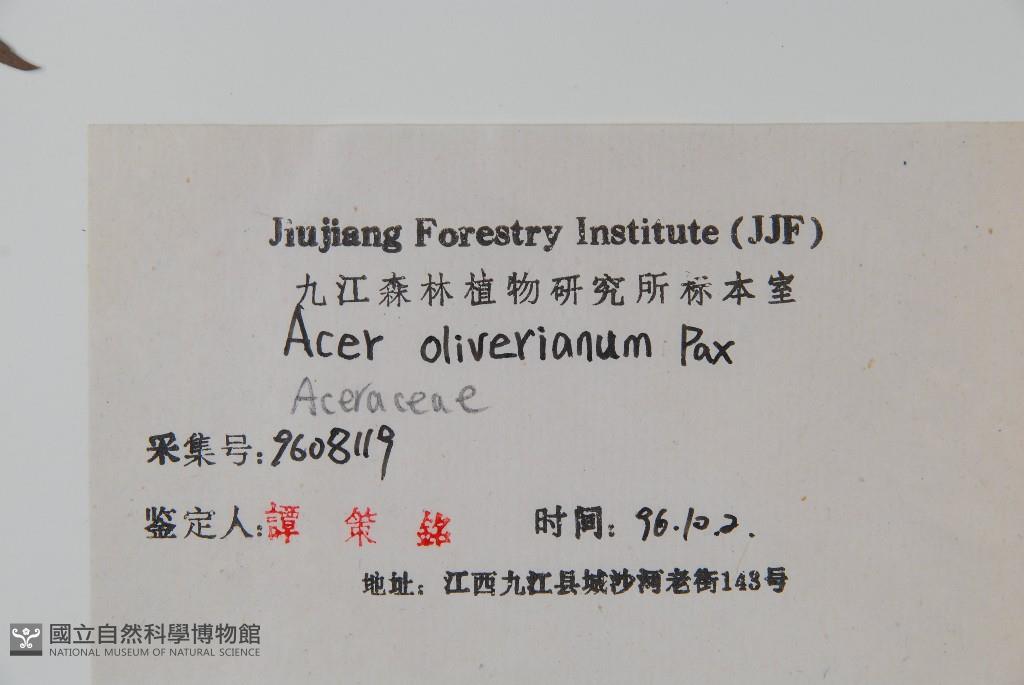 Jiujiang Forestry Institute (JJF)
九江森林植物研究所标本室
Acer oliverianum Pax
Aceraceae
采集号:9608119
鉴定人:譚 策 銘 时间: 96.10.2.
地址: 江西九江县城沙河老街143号
國立自然科學博物館
NATIONAL MUSEUM OF NATURAL SCIENCE